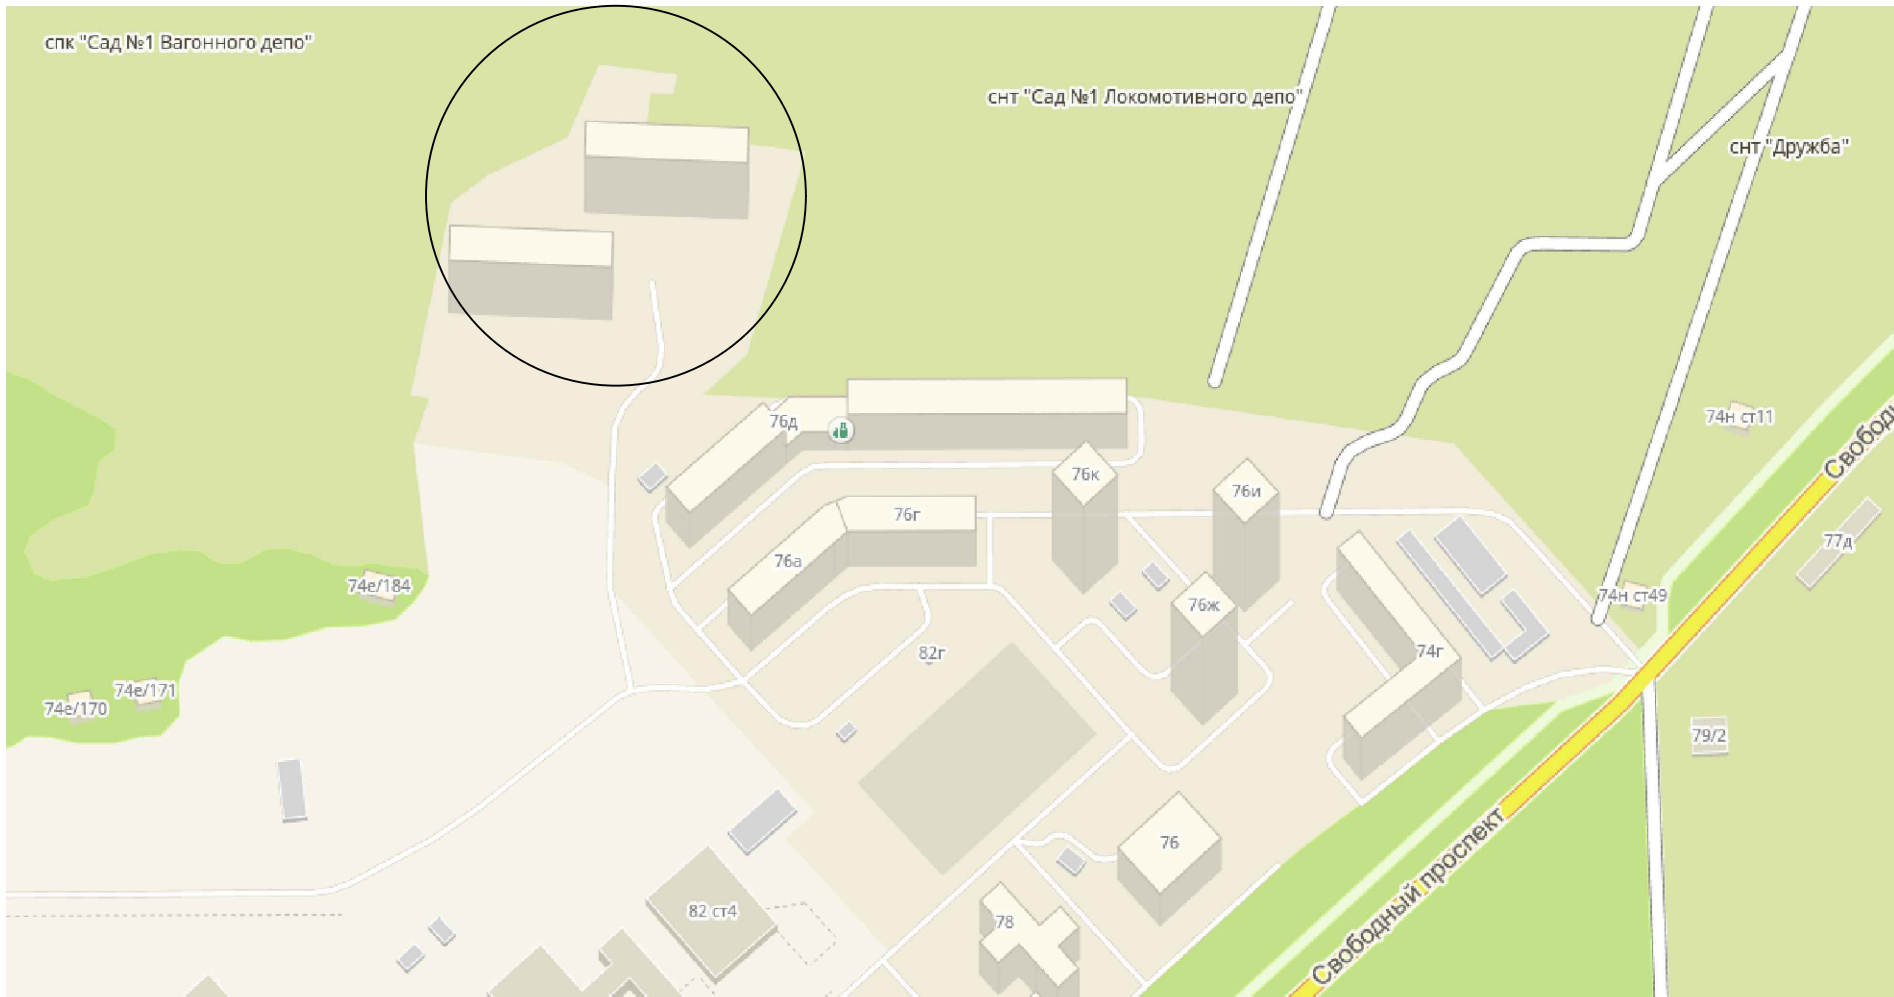 спк "Сад №1 Вагонного депо"
снт "Сад №1 Локомотивного депо"
снт "Дружба"
74н ст11
Свободн
76д
76к
76и
76г
77д
76а
74е/184
74н ст49
76ж
82г
74г
74е/171
74е/170
79/2
76
Свободный проспект
82 ст4
78